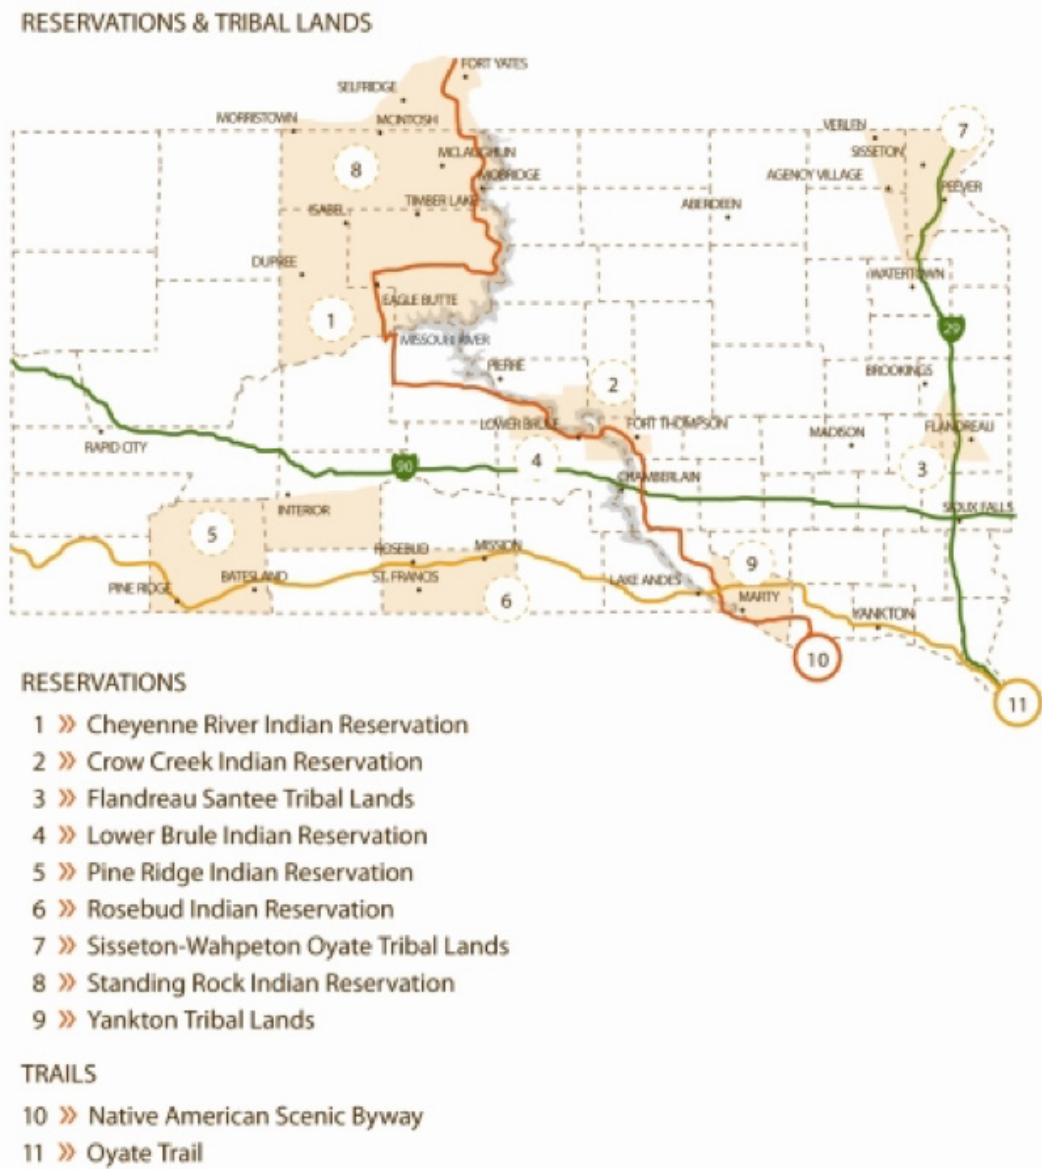 RESERVATIONS & TRIBAL LANDS
FORT YATES
SELFRIDGE
MORRISTOWN
MCINTOSH
VERLEN
7
SISSETON
8
MCLAUGHLIN
MOBRIDGE
AGENCY VILLAGE
PEEVER
ISABEL
TIMBER LAKE
ABERDEEN
DUPREE
WATERTOWN
EAGLE BUTTE
1
29
MISSOURI RIVER
PIERRE
2
BROOKINGS
LOWER BRULE
FORT THOMPSON
MADISON
FLANDREAU
RAPID CITY
4
3
90
CHAMBERLAIN
INTERIOR
SIOUX FALLS
5
ROSEBUD
MISSION
9
PINE RIDGE
BATESLAND
ST. FRANCIS
LAKE ANDES
6
MARTY
YANKTON
10
11
RESERVATIONS
1 » Cheyenne River Indian Reservation
2 » Crow Creek Indian Reservation
3 » Flandreau Santee Tribal Lands
4 » Lower Brule Indian Reservation
5 » Pine Ridge Indian Reservation
6 » Rosebud Indian Reservation
7 » Sisseton-Wahpeton Oyate Tribal Lands
8 » Standing Rock Indian Reservation
9 » Yankton Tribal Lands
TRAILS
10 » Native American Scenic Byway
11 » Oyate Trail